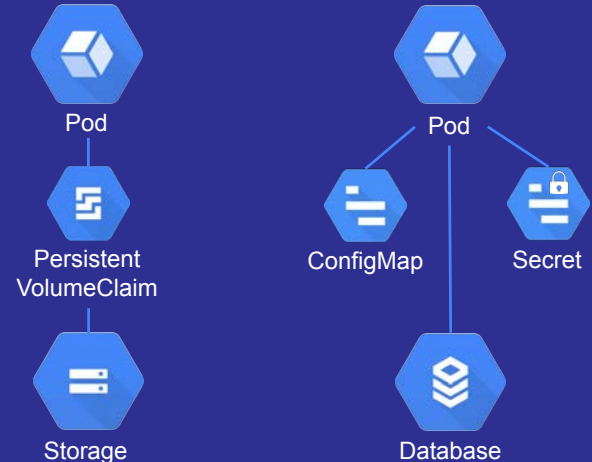 Pod
Pod
Persistent
VolumeClaim
ConfigMap
Secret
Storage
Database